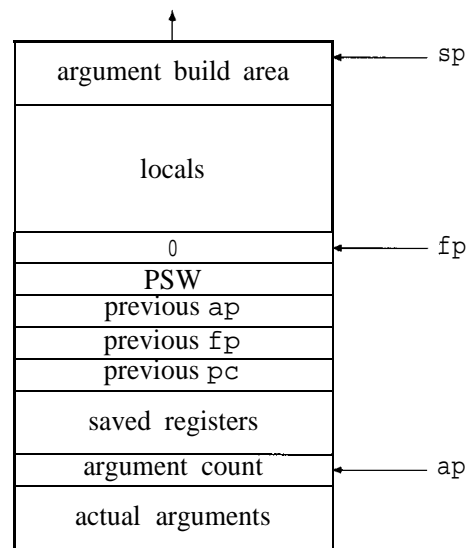 argument build area
sp
locals
0
fp
PSW
previous ap
previous fp
previous pc
saved registers
argument count
ap
actual arguments